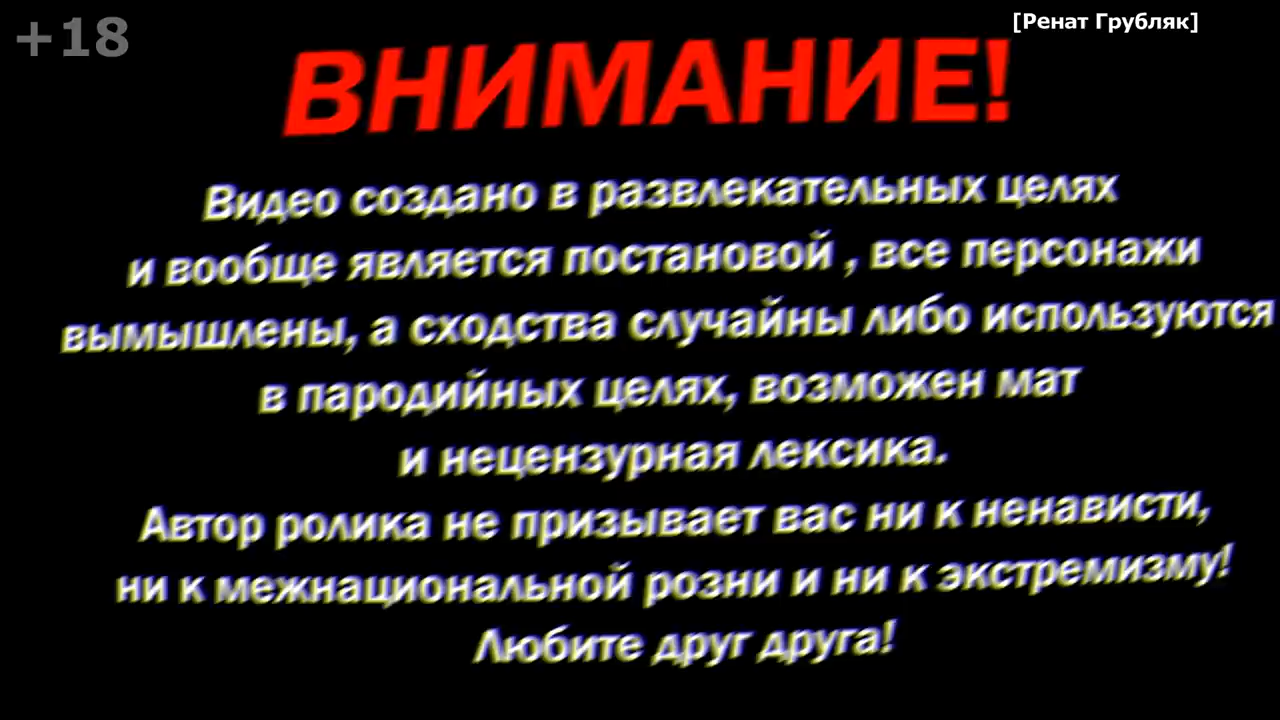 +18
[Ренат Грубляк]
ВНИМАНИЕ!
Видео создано в развлекательных целях
и вообще является постановой , все персонажи
вымышлены, а сходства случайны либо используются
в пародийных целях, возможен мат
и нецензурная лексика.
Автор ролика не призывает вас ни к ненависти,
ни к межнациональной розни и ни к экстремизму!
Любите друг друга!